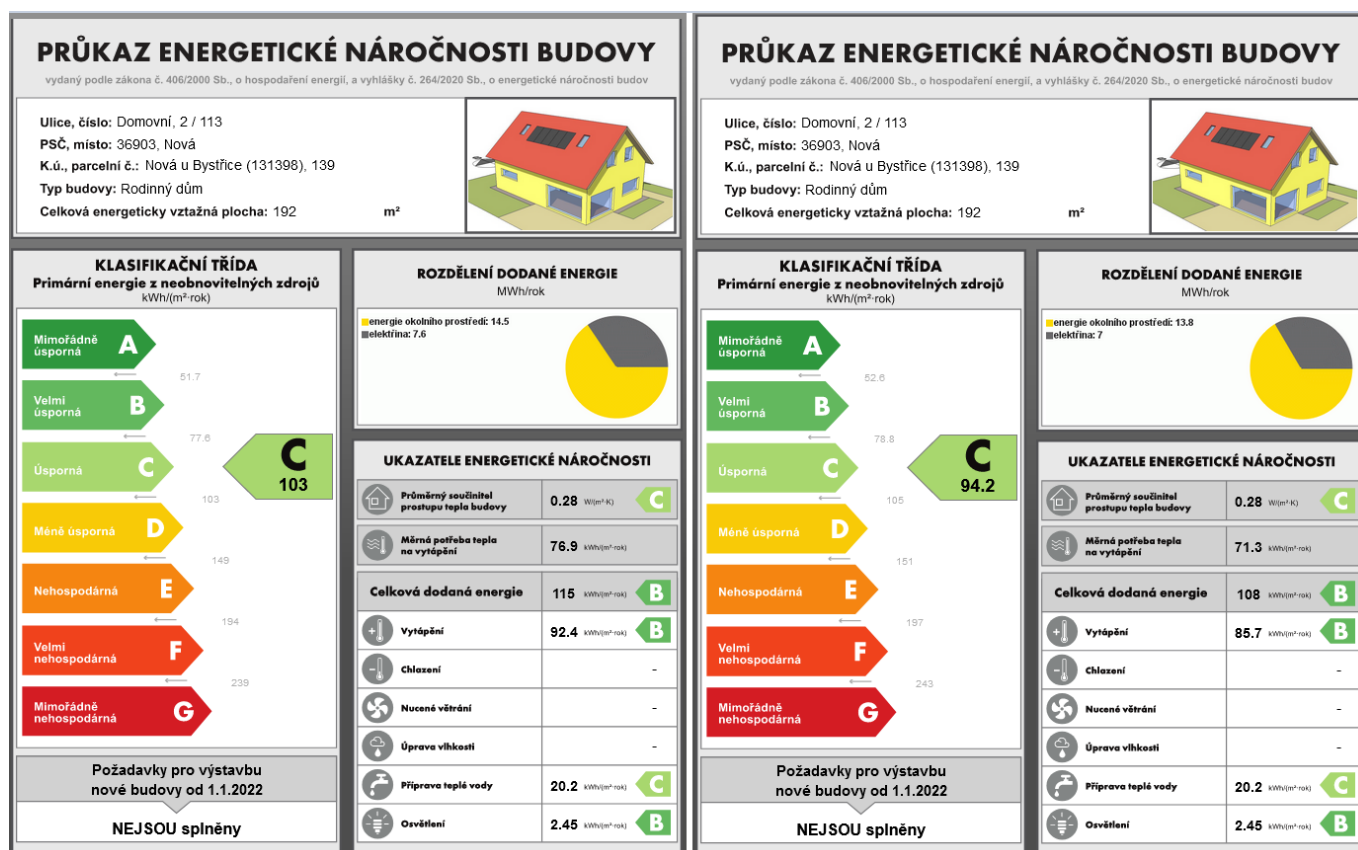 PRŮKAZ ENERGETICKÉ NÁROČNOSTI BUDOVY
vydaný podle zákona č. 406/2000 Sb., o hospodaření energií, a vyhlášky č. 264/2020 Sb., o energetické náročnosti budov
Ulice, číslo: Domovní, 2 / 113
PSČ, místo: 36903, Nová
K.ú., parcelní č.: Nová u Bystřice (131398), 139
Typ budovy: Rodinný dům
Celková energeticky vztažná plocha: 192 m²
KLASIFIKAČNÍ TŘÍDA
Primární energie z neobnovitelných zdrojů
kWh/(m²·rok)
Mimořádně
úsporná A
51.7
Velmi
úsporná B
77.6
Úsporná C
C
103
103
Méně úsporná D
149
Nehospodárná E
194
Velmi
nehospodárná F
239
Mimořádně
nehospodárná G
Požadavky pro výstavbu
nové budovy od 1.1.2022
NEJSOU splněny
ROZDĚLENÍ DODANÉ ENERGIE
MWh/rok
energie okolního prostředí: 14.5
elektřina: 7.6
UKAZATELE ENERGETICKÉ NÁROČNOSTI
Průměrný součinitel
prostupu tepla budovy 0.28 W/(m²·K) C
Měrná potřeba tepla
na vytápění 76.9 kWh/(m²·rok)
Celková dodaná energie 115 kWh/(m²·rok) B
Vytápění 92.4 kWh/(m²·rok) B
Chlazení -
Nucené větrání -
Úprava vlhkosti -
Příprava teplé vody 20.2 kWh/(m²·rok) C
Osvětlení 2.45 kWh/(m²·rok) B
PRŮKAZ ENERGETICKÉ NÁROČNOSTI BUDOVY
vydaný podle zákona č. 406/2000 Sb., o hospodaření energií, a vyhlášky č. 264/2020 Sb., o energetické náročnosti budov
Ulice, číslo: Domovní, 2 / 113
PSČ, místo: 36903, Nová
K.ú., parcelní č.: Nová u Bystřice (131398), 139
Typ budovy: Rodinný dům
Celková energeticky vztažná plocha: 192 m²
KLASIFIKAČNÍ TŘÍDA
Primární energie z neobnovitelných zdrojů
kWh/(m²·rok)
Mimořádně
úsporná A
52.6
Velmi
úsporná B
78.8
Úsporná C
C
94.2
105
Méně úsporná D
151
Nehospodárná E
197
Velmi
nehospodárná F
243
Mimořádně
nehospodárná G
Požadavky pro výstavbu
nové budovy od 1.1.2022
NEJSOU splněny
ROZDĚLENÍ DODANÉ ENERGIE
MWh/rok
energie okolního prostředí: 13.8
elektřina: 7
UKAZATELE ENERGETICKÉ NÁROČNOSTI
Průměrný součinitel
prostupu tepla budovy 0.28 W/(m²·K) C
Měrná potřeba tepla
na vytápění 71.3 kWh/(m²·rok)
Celková dodaná energie 108 kWh/(m²·rok) B
Vytápění 85.7 kWh/(m²·rok) B
Chlazení -
Nucené větrání -
Úprava vlhkosti -
Příprava teplé vody 20.2 kWh/(m²·rok) C
Osvětlení 2.45 kWh/(m²·rok) B